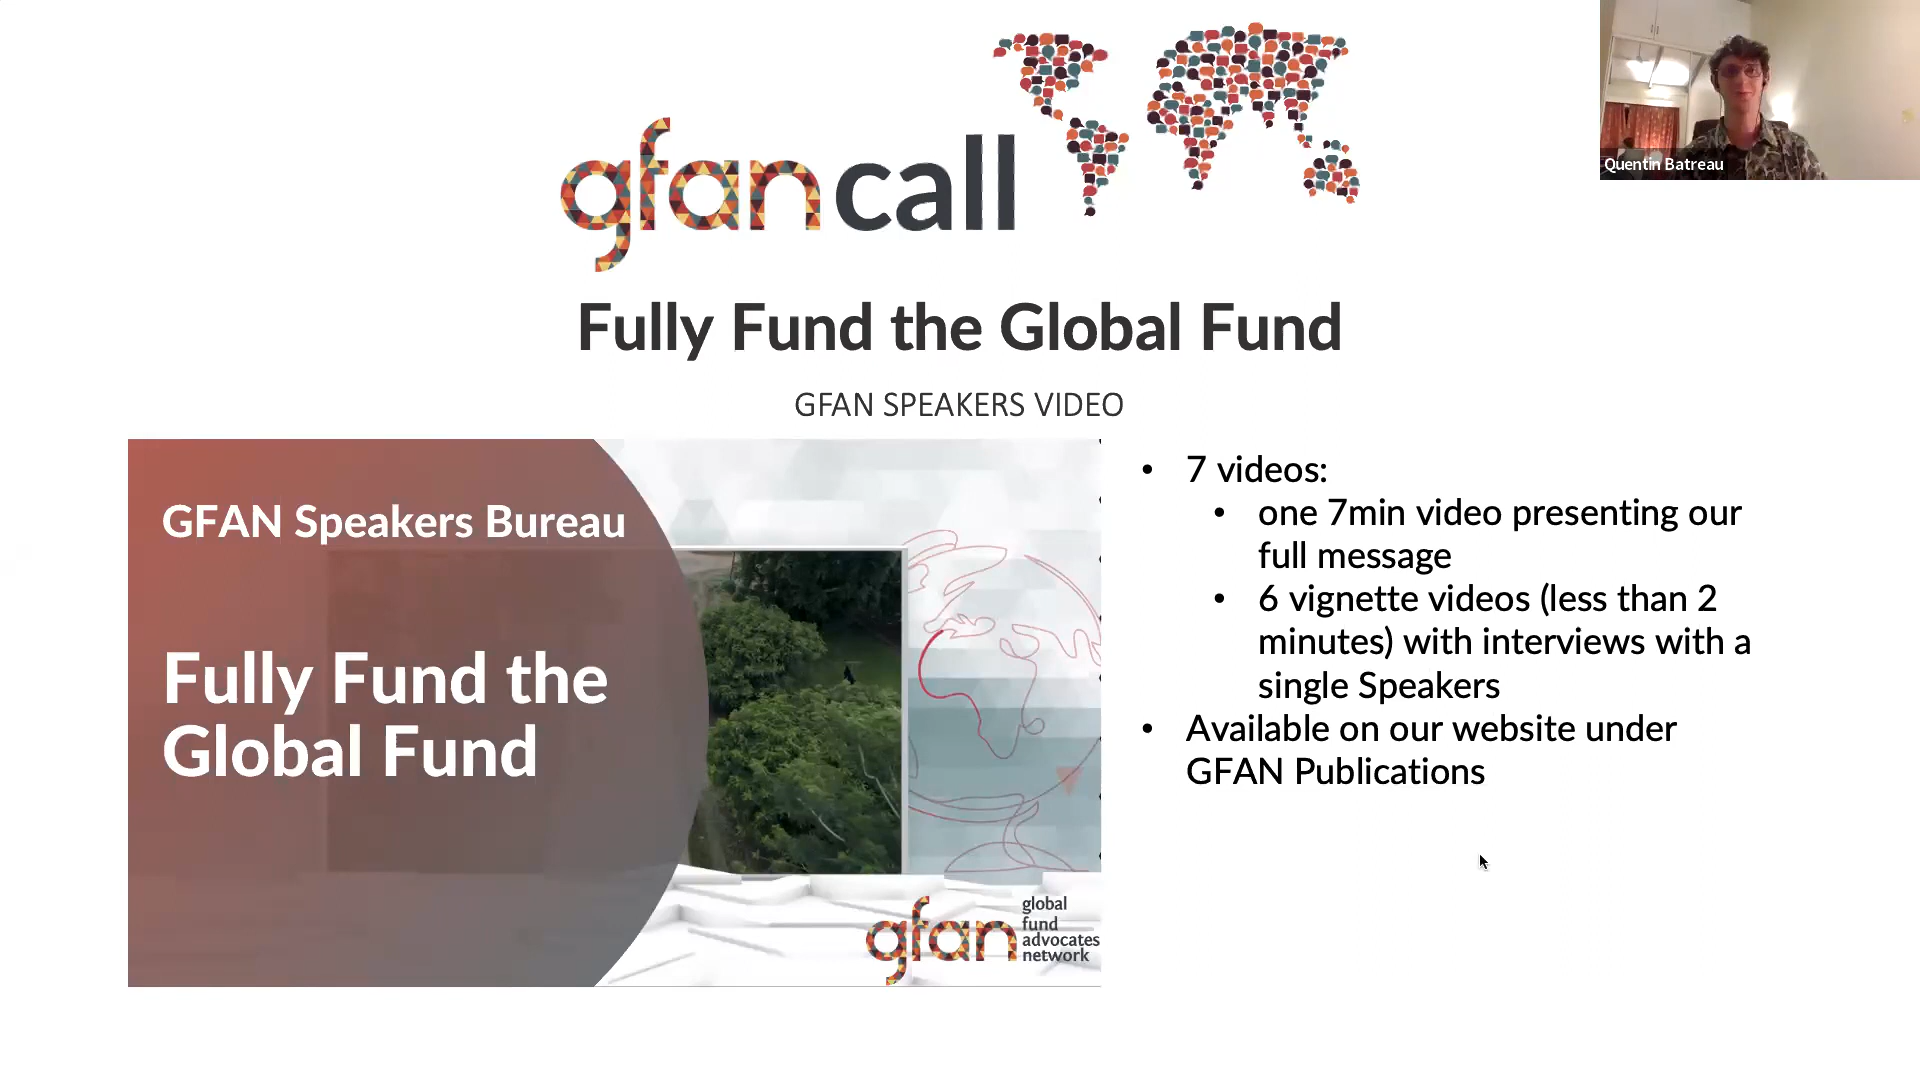 gfan call
Quentin Batreau
Fully Fund the Global Fund
GFAN SPEAKERS VIDEO
GFAN Speakers Bureau
Fully Fund the
Global Fund
gfan
global
fund
advocates
network
• 7 videos:
• one 7min video presenting our
full message
• 6 vignette videos (less than 2
minutes) with interviews with a
single Speakers
• Available on our website under
GFAN Publications